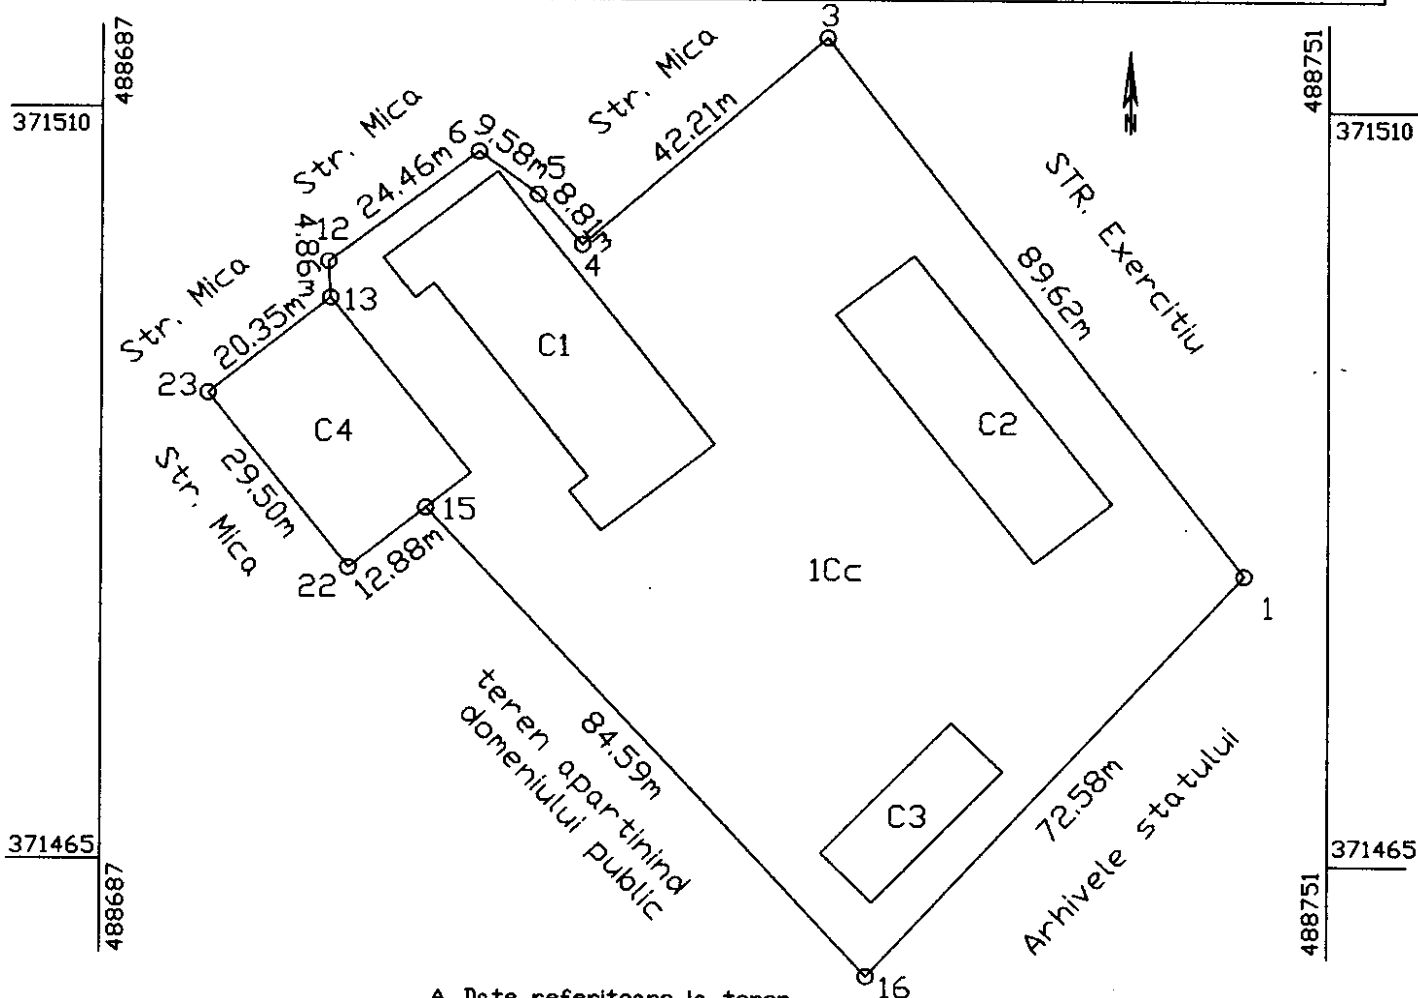 3
488687
488751
371510
371510
N
Str. Mica
Str. Mica
Str. Mica
Str. Mica
STR. Exercitiu
42.21m
6
9.58m
5
24.46m
8.81m
4
12
4.86m
13
20.35m
23
89.62m
C1
C2
C4
29.50m
15
22
12.88m
1Cc
1
teren apartinind
domeniului public
84.59m
C3
72.58m
Arhivele statului
371465
371465
488687
488751
16
A. Date referitoare la teren